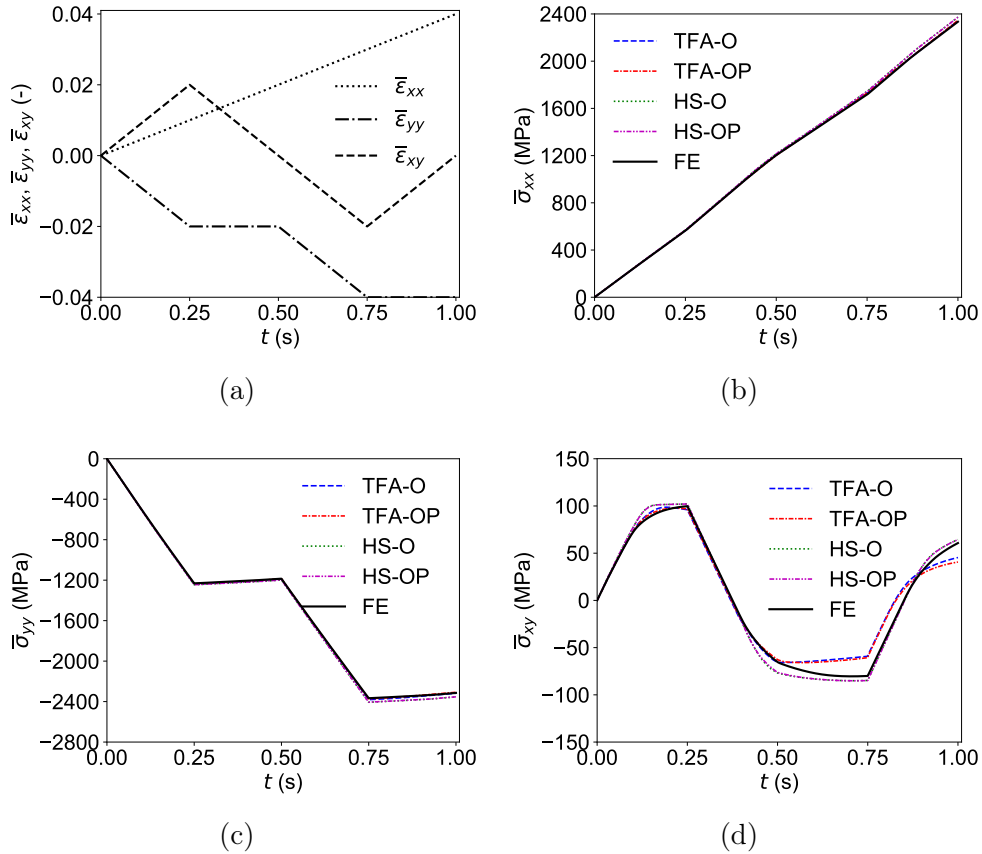 0.04
0.02
0.00
−0.02
−0.04
ε̅xx, ε̅yy, ε̅xy (-)
ε̅xx
ε̅yy
ε̅xy
0.00 0.25 0.50 0.75 1.00
t (s)
(a)
2400
2000
1600
1200
800
400
0
σ̅xx (MPa)
TFA-O
TFA-OP
HS-O
HS-OP
FE
0.00 0.25 0.50 0.75 1.00
t (s)
(b)
0
−400
−800
−1200
−1600
−2000
−2400
−2800
σ̅yy (MPa)
TFA-O
TFA-OP
HS-O
HS-OP
FE
0.00 0.25 0.50 0.75 1.00
t (s)
(c)
150
100
50
0
−50
−100
−150
σ̅xy (MPa)
TFA-O
TFA-OP
HS-O
HS-OP
FE
0.00 0.25 0.50 0.75 1.00
t (s)
(d)